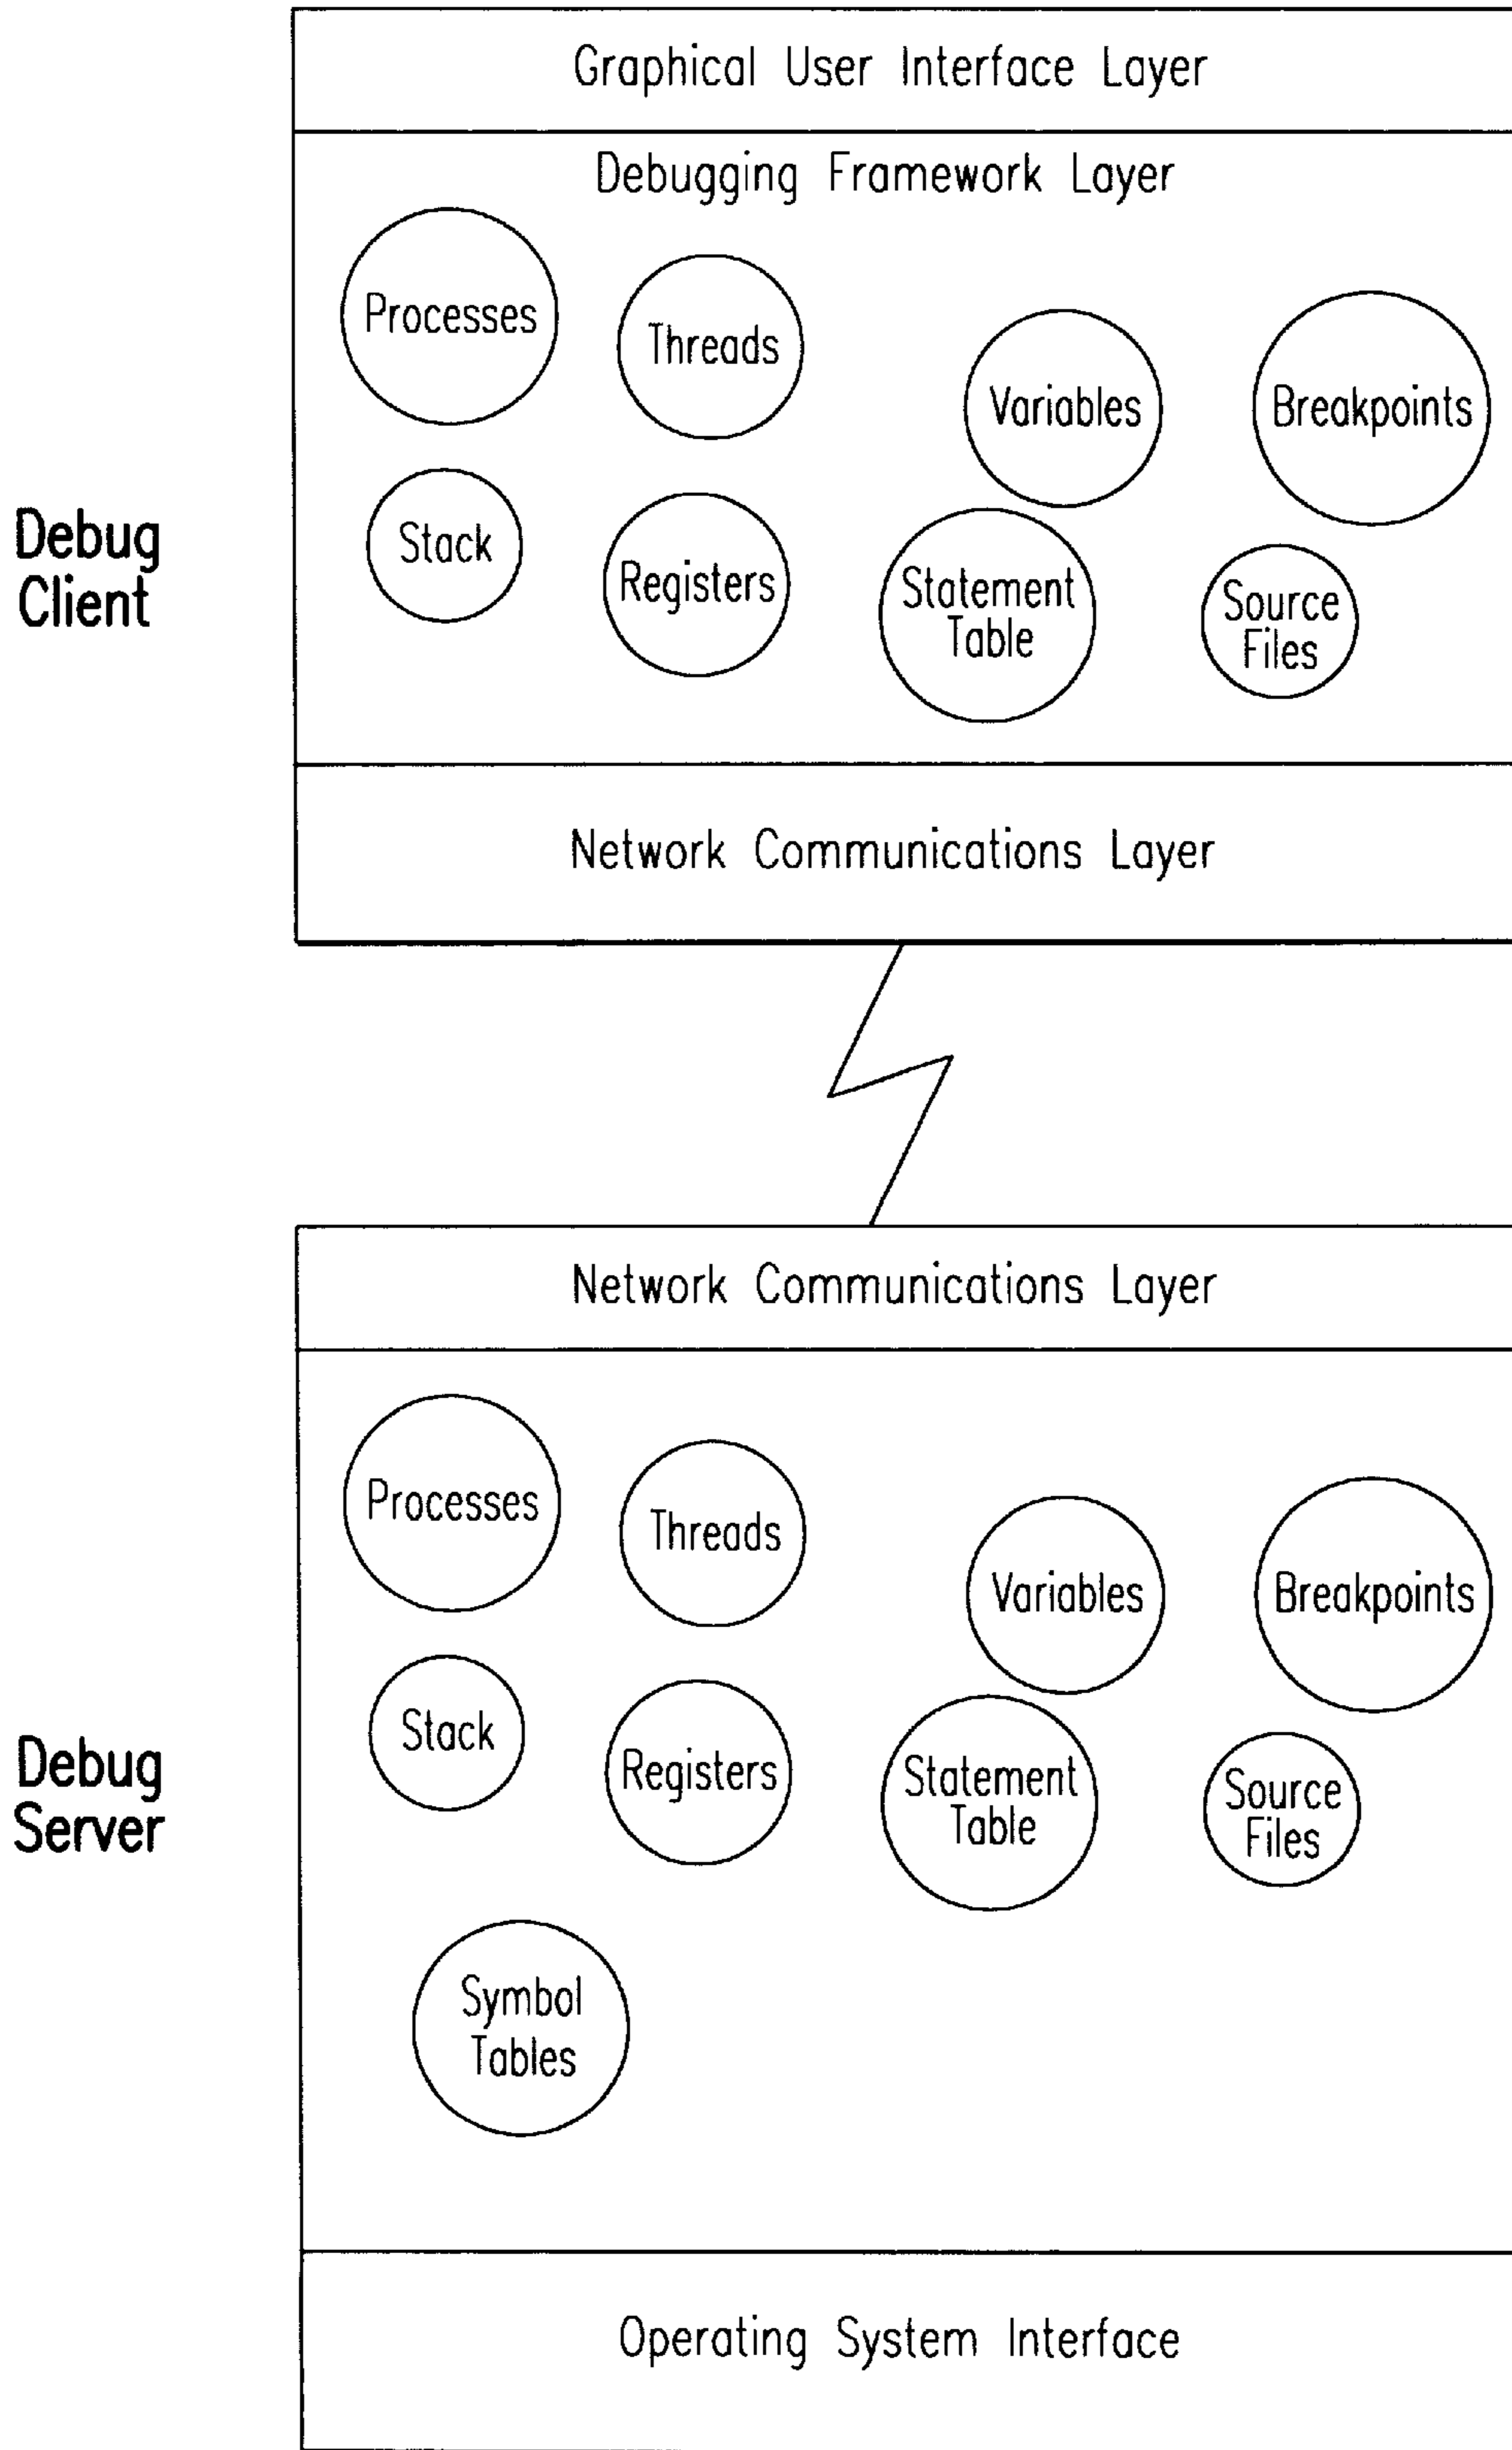 Graphical User Interface Layer
Debugging Framework Layer
Processes
Threads
Variables
Breakpoints
Debug
Client
Stack
Registers
Statement
Table
Source
Files
Network Communications Layer
Network Communications Layer
Processes
Threads
Variables
Breakpoints
Debug
Server
Stack
Registers
Statement
Table
Source
Files
Symbol
Tables
Operating System Interface